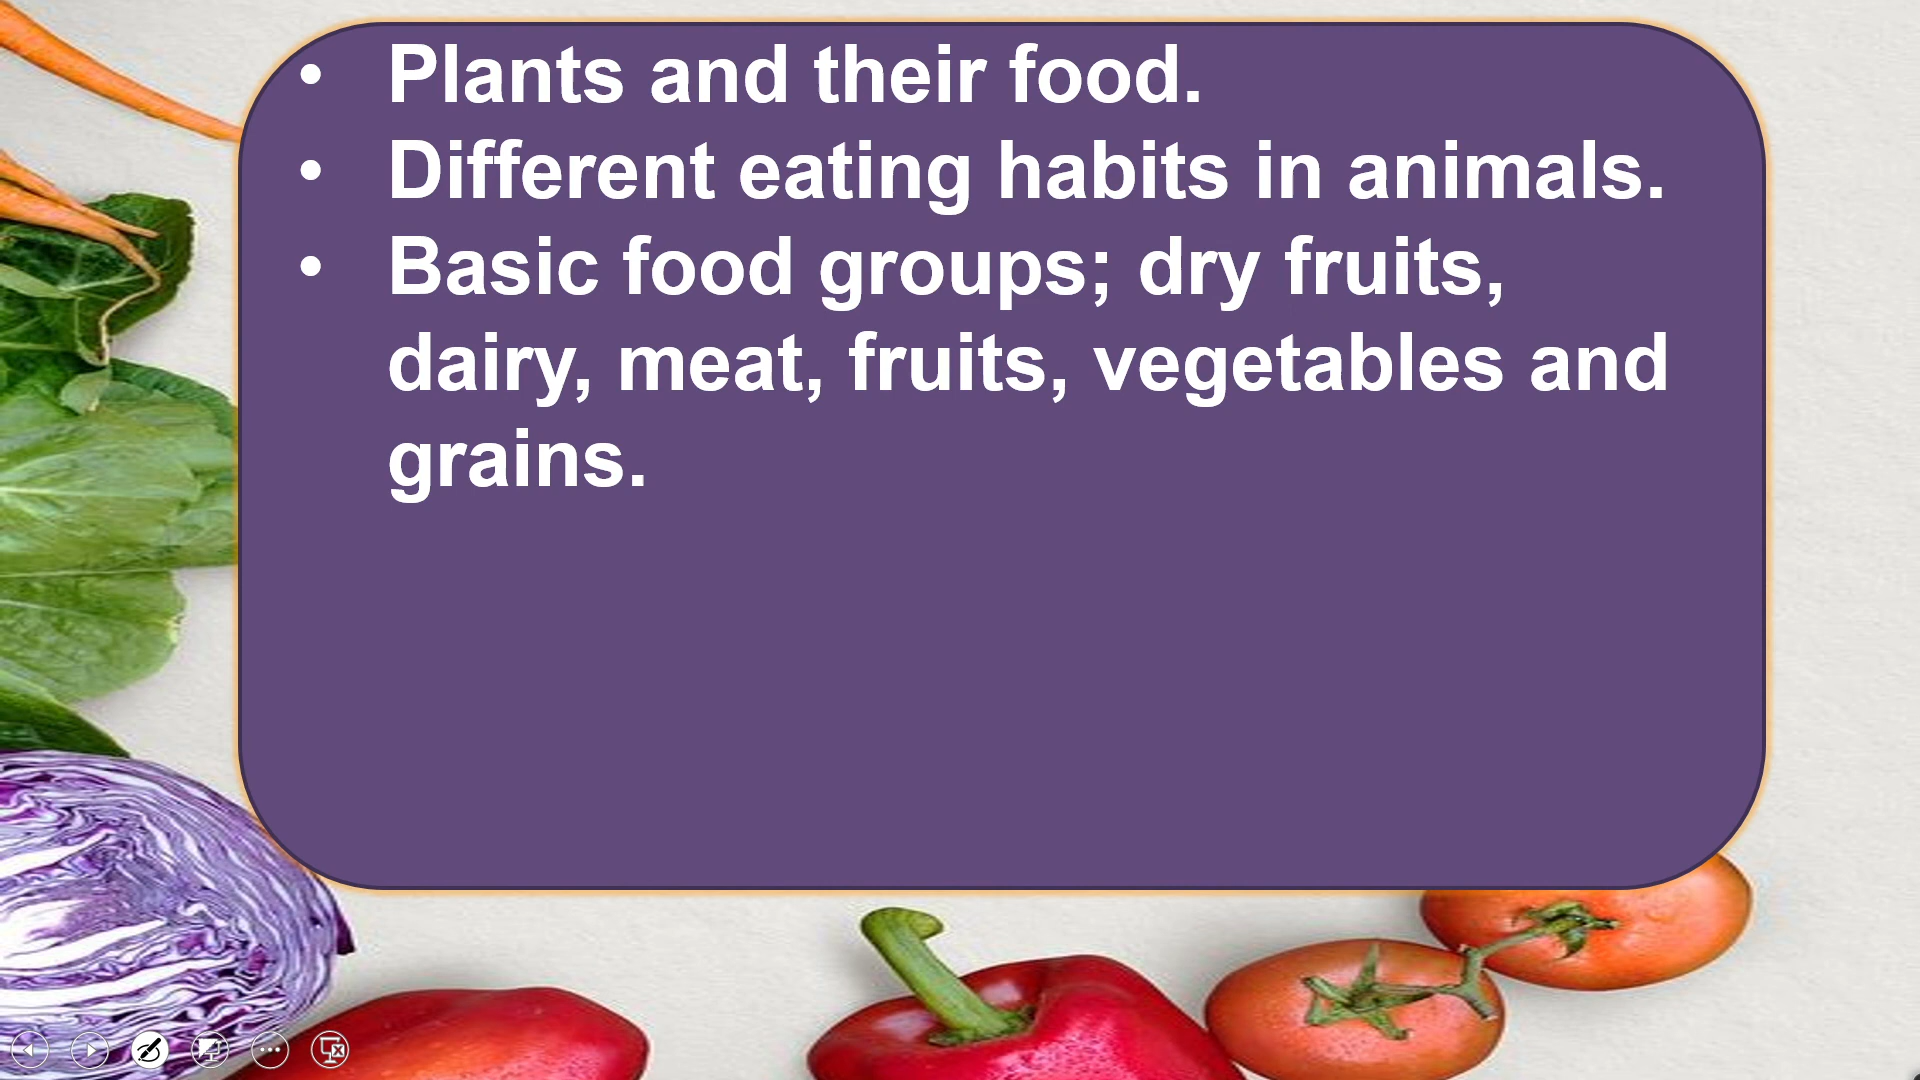 • Plants and their food.
• Different eating habits in animals.
• Basic food groups; dry fruits,
dairy, meat, fruits, vegetables and
grains.